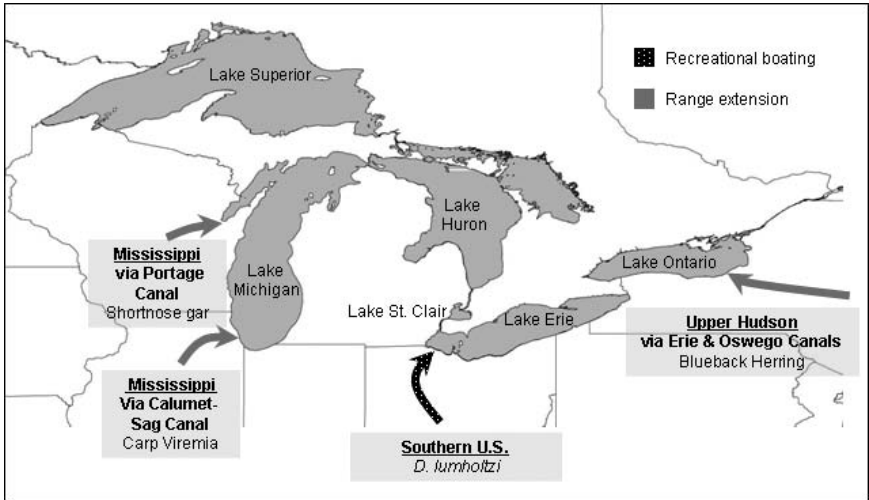 Lake Superior
Recreational boating
Range extension
Lake
Huron
Mississippi
via Portage
Canal
Shortnose gar
Lake
Michigan
Lake Ontario
Lake St. Clair
Lake Erie
Upper Hudson
via Erie & Oswego Canals
Blueback Herring
Mississippi
Via Calumet-
Sag Canal
Carp Viremia
Southern U.S.
D. lumholtzi